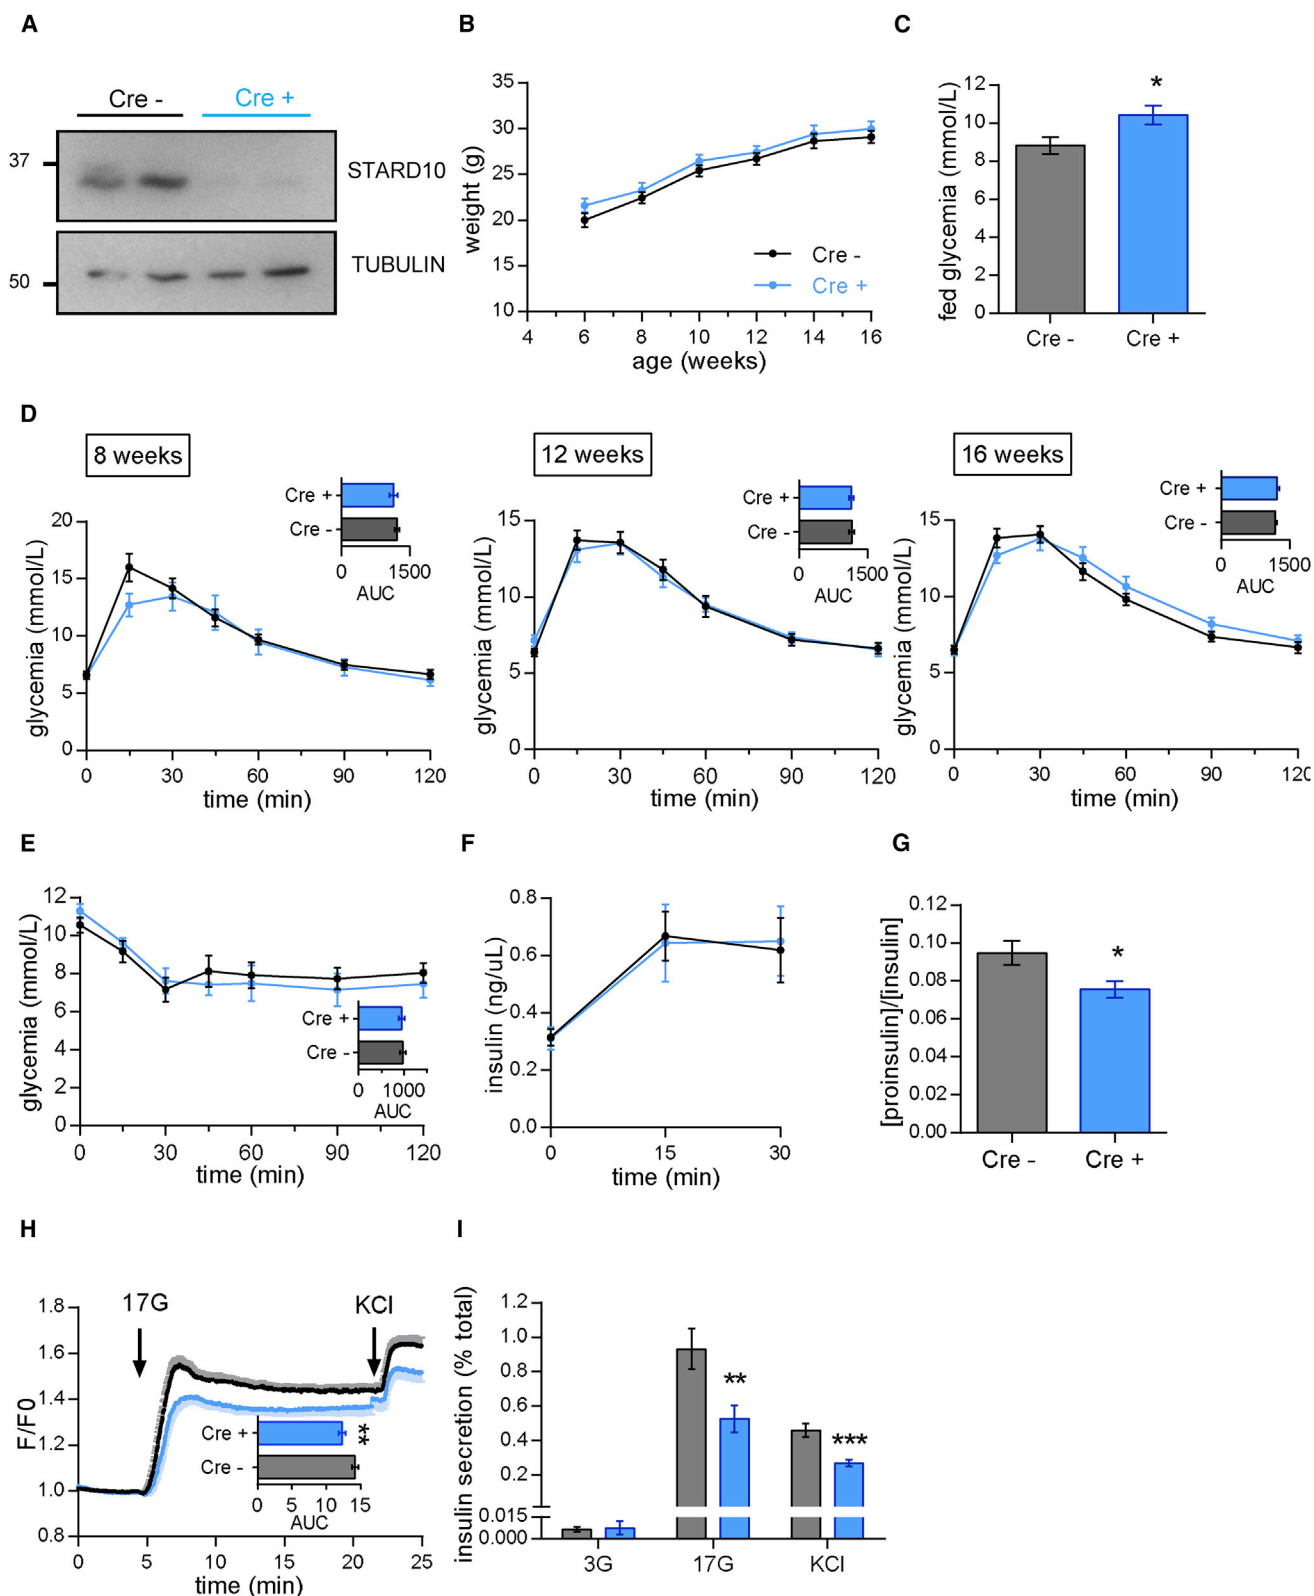 A
Cre -
Cre +
37
STARD10
50
TUBULIN
B
35
30
25
20
15
10
weight (g)
Cre -
Cre +
4 6 8 10 12 14 16
age (weeks)
C
12
10
8
6
4
2
0
fed glycemia (mmol/L)
*
Cre -
Cre +
D
8 weeks
20
15
10
5
0
glycemia (mmol/L)
Cre +
Cre -
0 1500
AUC
0 30 60 90 120
time (min)
12 weeks
15
10
5
0
glycemia (mmol/L)
Cre +
Cre -
0 1500
AUC
0 30 60 90 120
time (min)
16 weeks
15
10
5
0
glycemia (mmol/L)
Cre +
Cre -
0 1500
AUC
0 30 60 90 120
time (min)
E
12
10
8
6
4
2
0
glycemia (mmol/L)
Cre +
Cre -
0 1000
AUC
0 30 60 90 120
time (min)
F
0.8
0.6
0.4
0.2
0.0
insulin (ng/uL)
0 15 30
time (min)
G
0.12
0.10
0.08
0.06
0.04
0.02
0.00
[proinsulin]/[insulin]
*
Cre -
Cre +
H
1.8
1.6
1.4
1.2
1.0
0.8
F/F0
17G
KCl
Cre +
Cre -
**
0 5 10 15
AUC
0 5 10 15 20 25
time (min)
I
1.2
1.0
0.8
0.6
0.4
0.2
0.015
0.000
insulin secretion (% total)
**
***
3G
17G
KCl